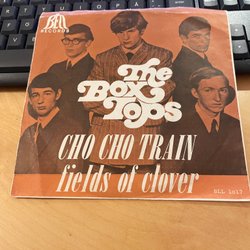 BELL
RECORDS
The
Box
Tops
CHO CHO TRAIN
fields of clover
BLL 1017